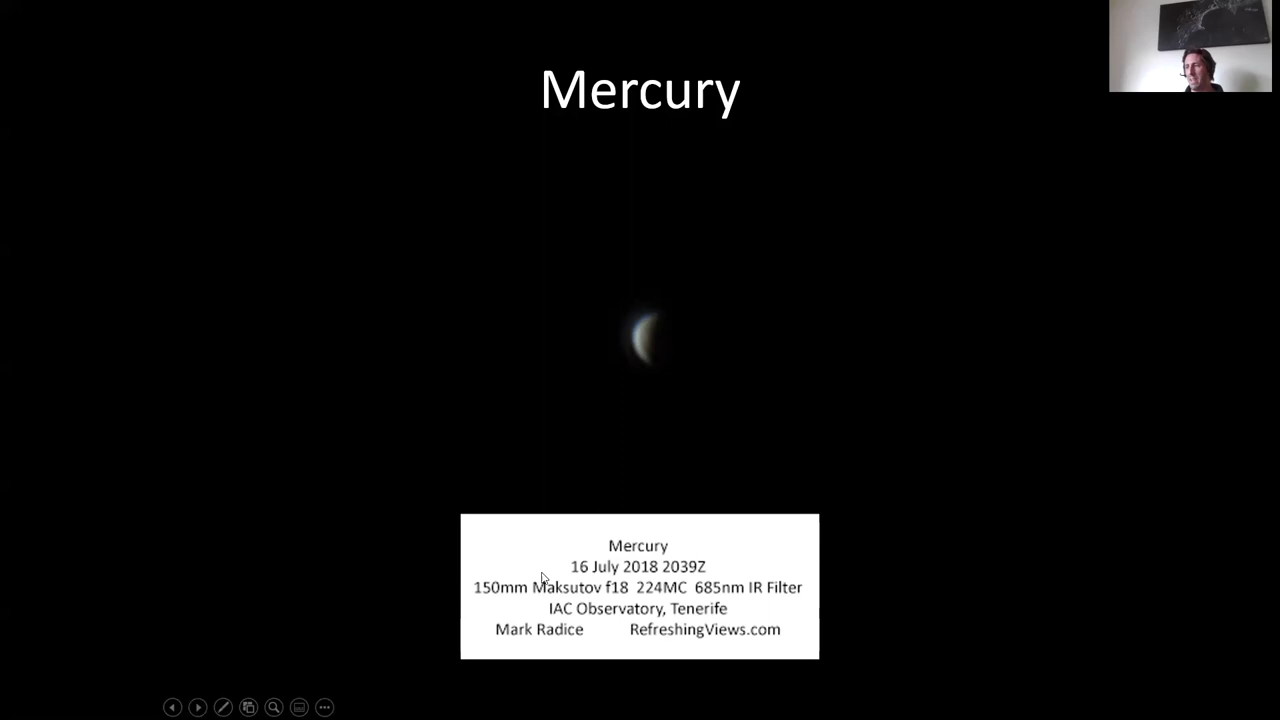 Mercury
Mercury
16 July 2018 2039Z
150mm Maksutov f18 224MC 685nm IR Filter
IAC Observatory, Tenerife
Mark Radice RefreshingViews.com